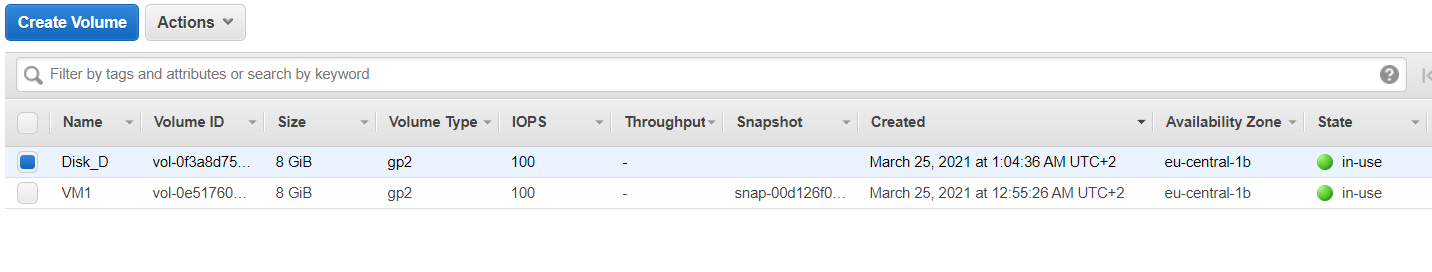 Create Volume Actions
Filter by tags and attributes or search by keyword
Name Volume ID Size Volume Type IOPS Throughput Snapshot Created Availability Zone State
Disk_D vol-0f3a8d75... 8 GiB gp2 100 - March 25, 2021 at 1:04:36 AM UTC+2 eu-central-1b in-use
VM1 vol-0e51760... 8 GiB gp2 100 - snap-00d126f0... March 25, 2021 at 12:55:26 AM UTC+2 eu-central-1b in-use